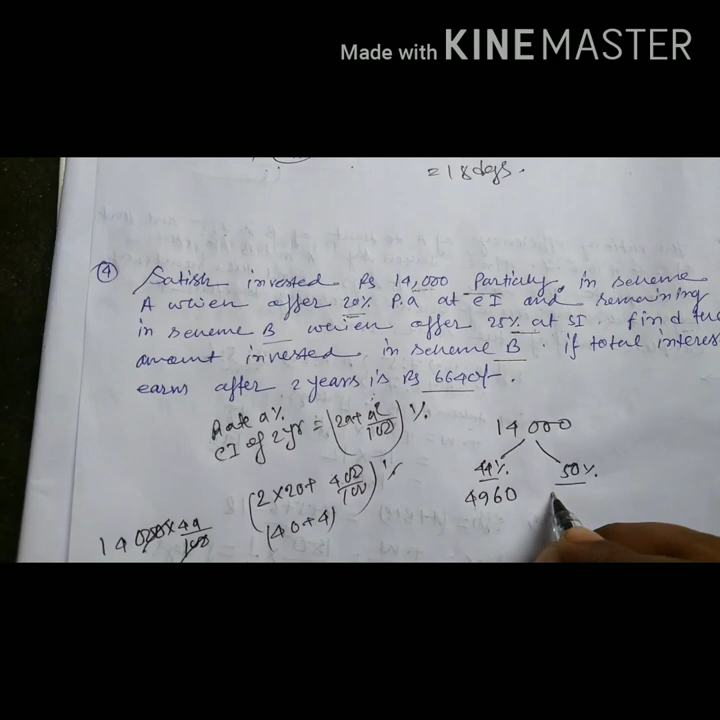 Made with KINEMASTER
= 18 days.
④ Satish invested Rs 14,000 Partially in scheme
A which offer 20% P.a at CI and remaining
in scheme B which offer 25% at SI. find the
amount invested in scheme B. if total interes
earns after 2 years is Rs 6640/-.
Rate a%
CI of 2yr = (2a + a²/100) %
14000
44% 50%
(2×20 + 400/100) %
4960
(40+4)
14000 × 44/100